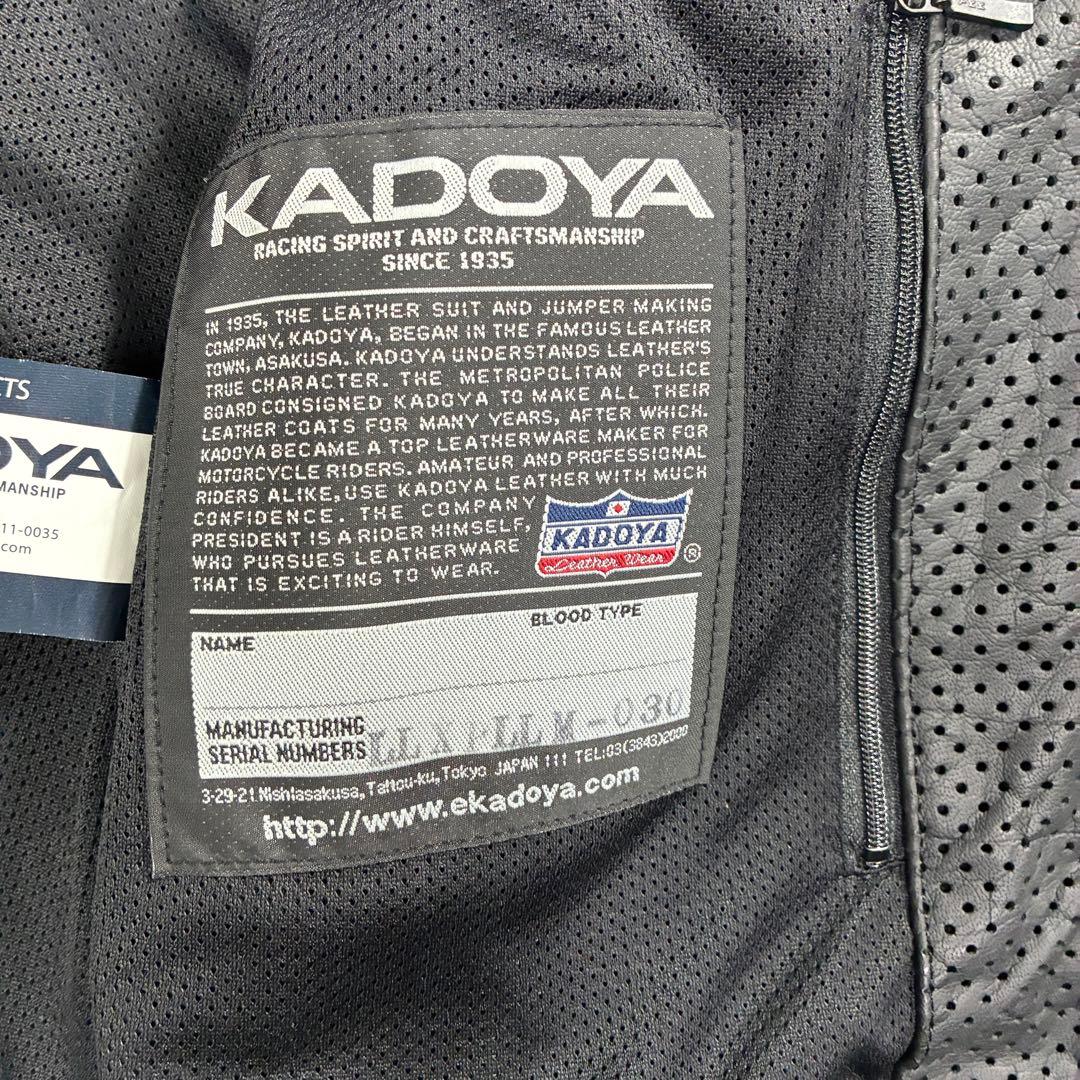 KADOYA
RACING SPIRIT AND CRAFTSMANSHIP
SINCE 1935
IN 1935, THE LEATHER SUIT AND JUMPER MAKING
COMPANY, KADOYA, BEGAN IN THE FAMOUS LEATHER
TOWN, ASAKUSA. KADOYA UNDERSTANDS LEATHER'S
TRUE CHARACTER. THE METROPOLITAN POLICE
BOARD CONSIGNED KADOYA TO MAKE ALL THEIR
LEATHER COATS FOR MANY YEARS, AFTER WHICH.
KADOYA BECAME A TOP LEATHERWARE MAKER FOR
MOTORCYCLE RIDERS. AMATEUR AND PROFESSIONAL
RIDERS ALIKE, USE KADOYA LEATHER WITH MUCH
CONFIDENCE. THE COMPANY
PRESIDENT IS A RIDER HIMSELF,
WHO PURSUES LEATHERWARE
THAT IS EXCITING TO WEAR.
KADOYA
Leather Wear ®
BLOOD TYPE
NAME
MANUFACTURING
SERIAL NUMBERS M-030
3-29-21 Nishiasakusa, Taitou-ku, Tokyo JAPAN 111 TEL:03(3843)2000
http://www.ekadoya.com
CTS
OYA
MANSHIP
11-0035
.com